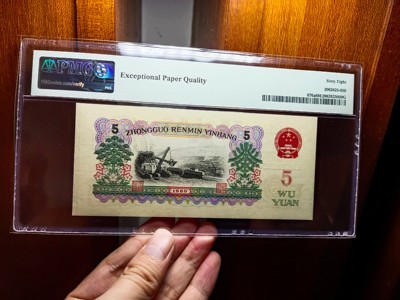 PMG
Exceptional Paper Quality
Sixty Eight
5
ZHONGGUO RENMIN YINHANG
5
1960
5
WU
YUAN